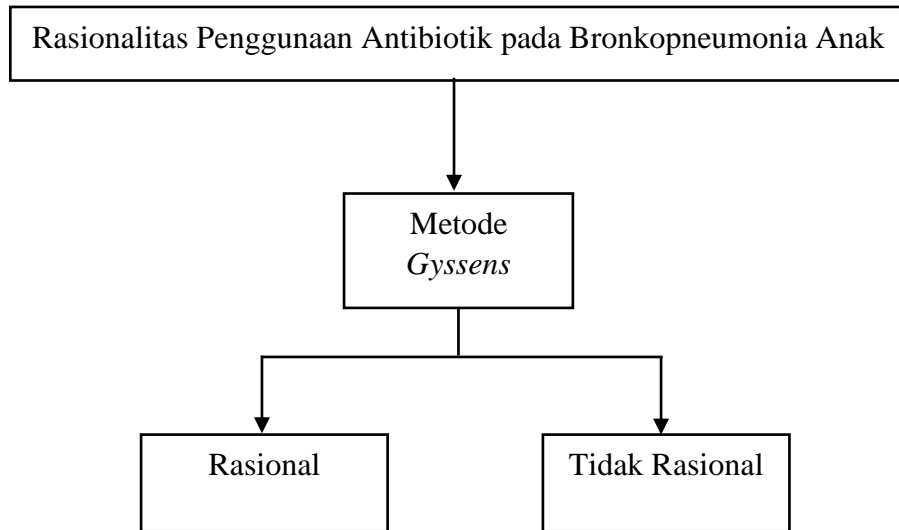 Rasionalitas Penggunaan Antibiotik pada Bronkopneumonia Anak
Metode
Gyssens
Rasional
Tidak Rasional